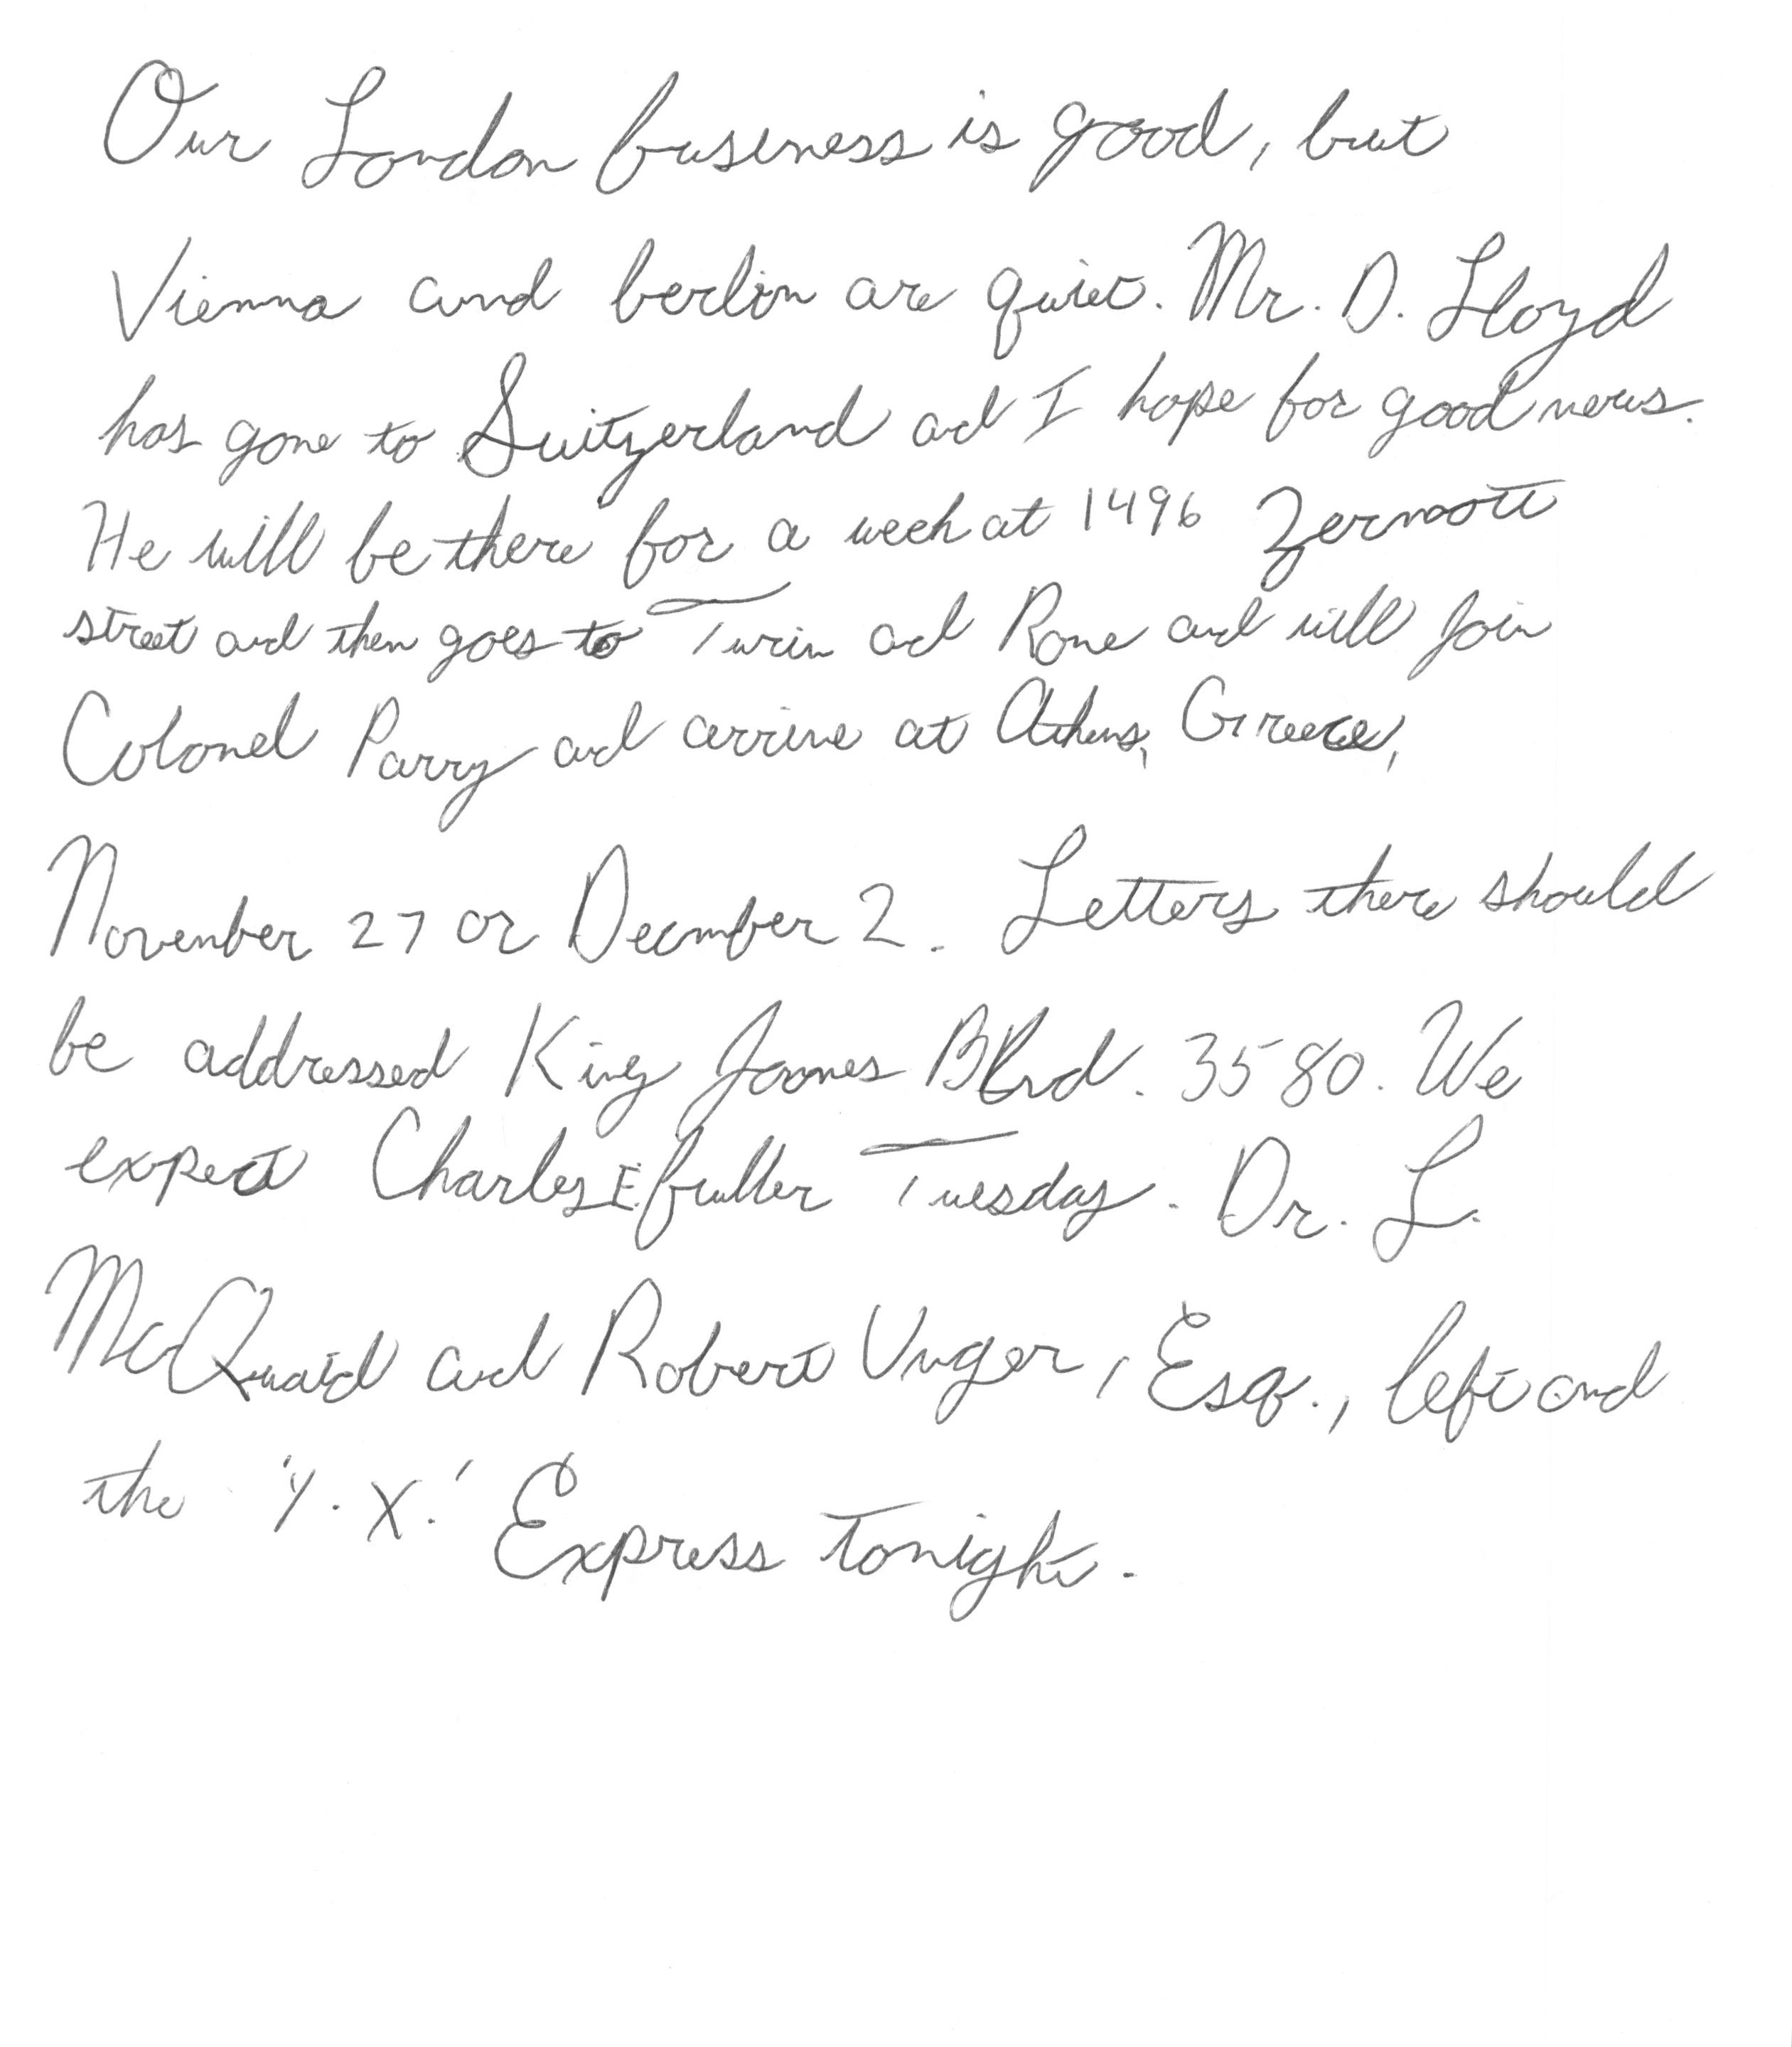 Our London business is good, but
Vienna and berlin are quiet. Mr. D. Lloyd
has gone to Switzerland and I hope for good news.
He will be there for a week at 1496 Zermott
street and then goes to Turin and Rome and will join
Colonel Parry and arrive at Athens, Greece,
November 27 or December 2. Letters there should
be addressed King James Blvd. 3580. We
expect Charles E. fuller Tuesday. Dr. L.
McQuaid and Robert Unger, Esq., left and
the 'Y. X.' Express tonight.